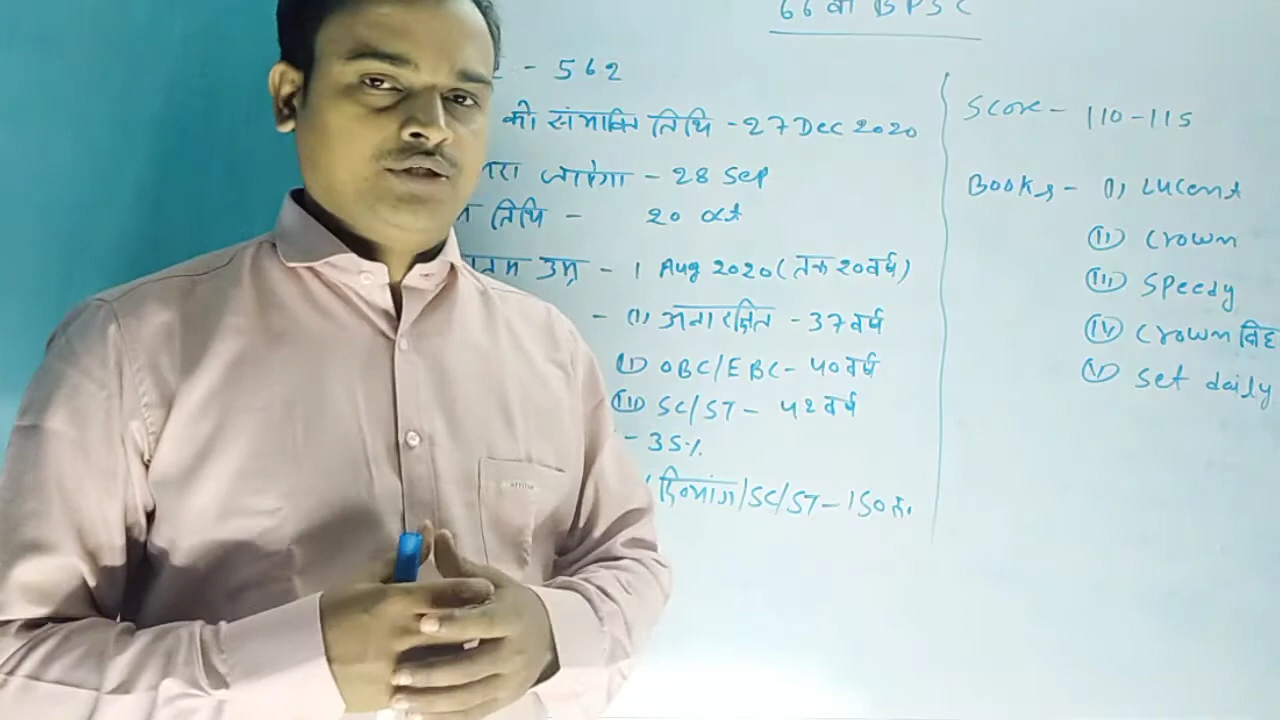 66 वी BPSC
- 562
की संभावित तिथि - 27 Dec 2020
जायेगा - 28 Sep
तिथि - 20 Oct
उम्र - 1 Aug 2020 (तक 20 वर्ष)
- (i) अनारक्षित - 37 वर्ष
(ii) OBC/EBC - 40 वर्ष
(iii) SC/ST - 42 वर्ष
- 35%
दिव्यांग/SC/ST - 150 रु.
Score - 110-115
Books - (i) Lucent
(ii) Crown
(iii) Speedy
(iv) Crown
(v) Set daily